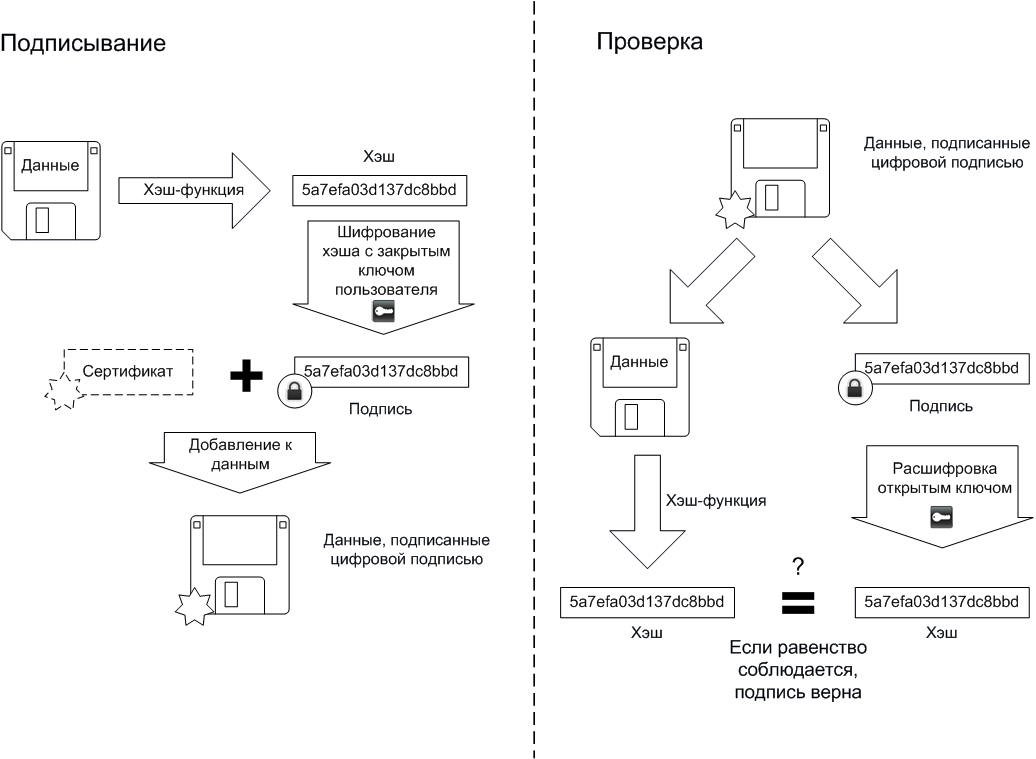 Подписывание
Данные
Хэш-функция
Хэш
5a7efa03d137dc8bbd
Шифрование
хэша с закрытым
ключом
пользователя
Сертификат
5a7efa03d137dc8bbd
Подпись
Добавление к
данным
Данные, подписанные
цифровой подписью
Проверка
Данные, подписанные
цифровой подписью
Данные
5a7efa03d137dc8bbd
Подпись
Хэш-функция
Расшифровка
открытым ключом
5a7efa03d137dc8bbd
Хэш
?
=
5a7efa03d137dc8bbd
Хэш
Если равенство
соблюдается,
подпись верна